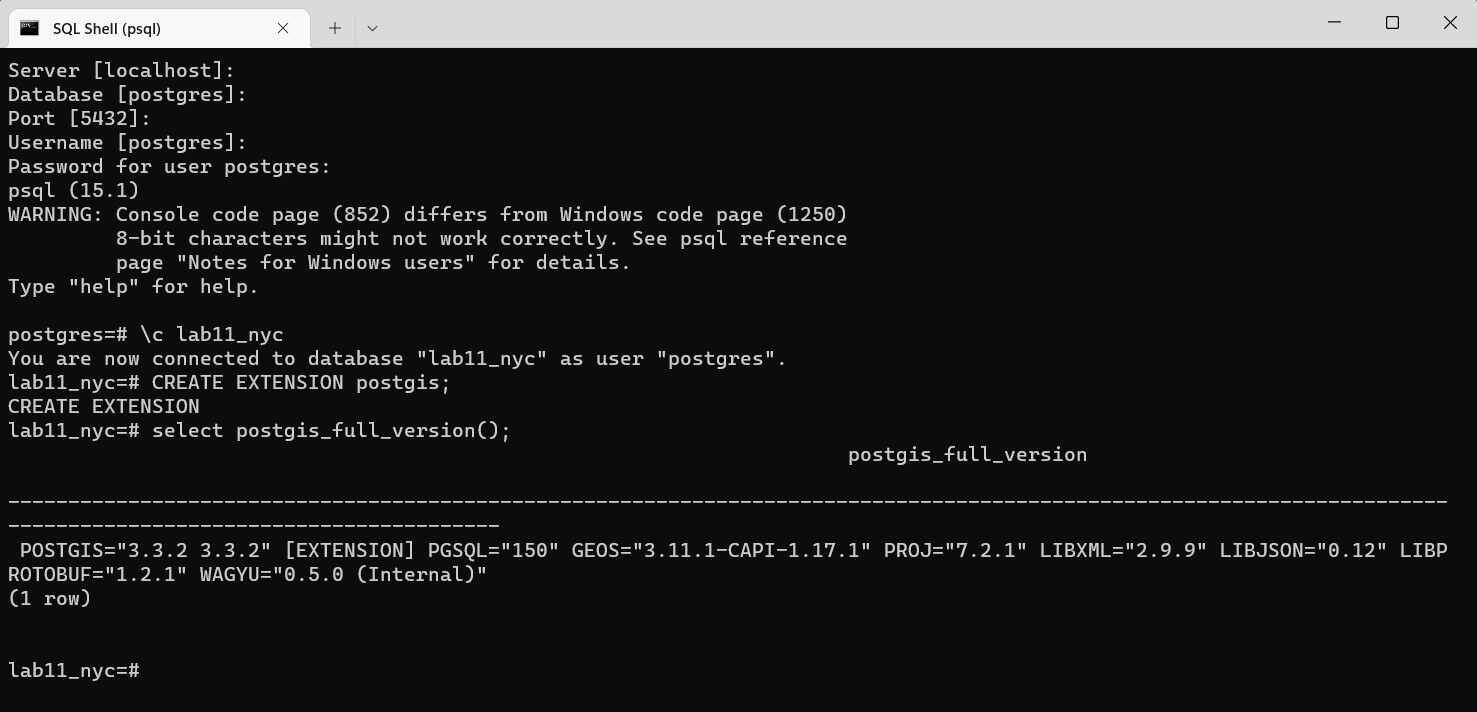 SQL Shell (psql)
Server [localhost]:
Database [postgres]:
Port [5432]:
Username [postgres]:
Password for user postgres:
psql (15.1)
WARNING: Console code page (852) differs from Windows code page (1250)
         8-bit characters might not work correctly. See psql reference
         page "Notes for Windows users" for details.
Type "help" for help.
postgres=# \c lab11_nyc
You are now connected to database "lab11_nyc" as user "postgres".
lab11_nyc=# CREATE EXTENSION postgis;
CREATE EXTENSION
lab11_nyc=# select postgis_full_version();
postgis_full_version
------------------------------------------------------------------------------------------------------------------------
-----------------------------------------
 POSTGIS="3.3.2 3.3.2" [EXTENSION] PGSQL="150" GEOS="3.11.1-CAPI-1.17.1" PROJ="7.2.1" LIBXML="2.9.9" LIBJSON="0.12" LIBP
ROTOBUF="1.2.1" WAGYU="0.5.0 (Internal)"
(1 row)
lab11_nyc=#